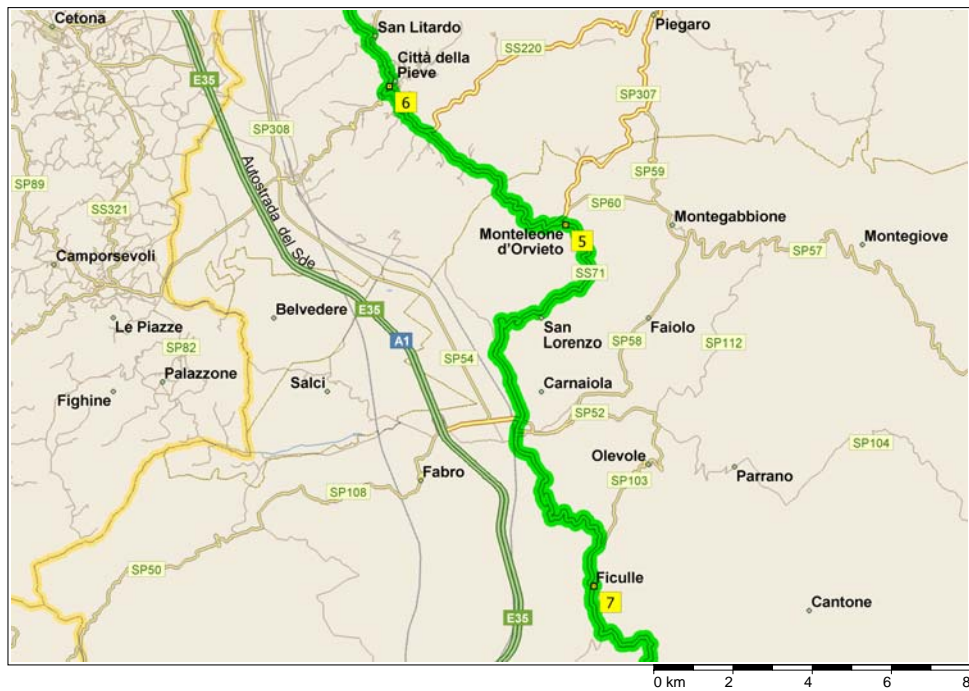 Cetona
San Litardo
Piegaro
Città della
Pieve
SS220
E35
6
SP307
SP308
SP89
SP59
SS321
Autostrada del Sde
SP60
Montegabbione
Monteleone
d'Orvieto
5
Montegiove
SP57
Camporsevoli
SS71
Belvedere
E35
Le Piazze
San
Lorenzo
Faiolo
A1
SP58
SP112
SP82
SP54
Palazzone
Salci
Carnaiola
Fighine
SP52
SP104
Olevole
Fabro
Parrano
SP103
SP108
SP50
Ficulle
7
Cantone
E35
0 km 2 4 6 8